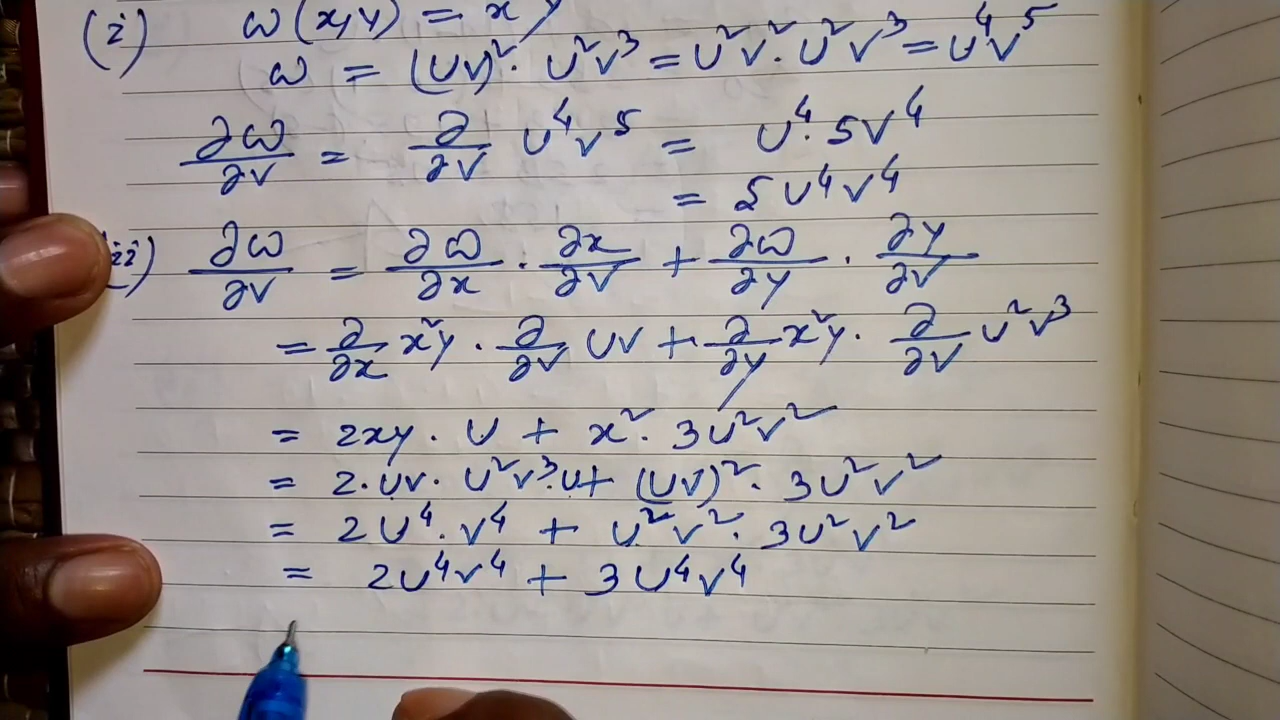 (i) ω(x,y) = x y
ω = (UV)². U²V³ = U²V². U²V³ = U⁴V⁵
∂ω/∂V = ∂/∂V U⁴V⁵ = U⁴. 5V⁴
= 5U⁴V⁴
ii) ∂ω/∂V = ∂ω/∂x . ∂x/∂V + ∂ω/∂y . ∂y/∂V
= ∂/∂x x²y . ∂/∂V UV + ∂/∂y x²y . ∂/∂V U²V³
= 2xy . U + x² . 3U²V²
= 2.UV. U²V³.U + (UV)² . 3U²V²
= 2U⁴.V⁴ + U²V² . 3U²V²
= 2U⁴V⁴ + 3U⁴V⁴